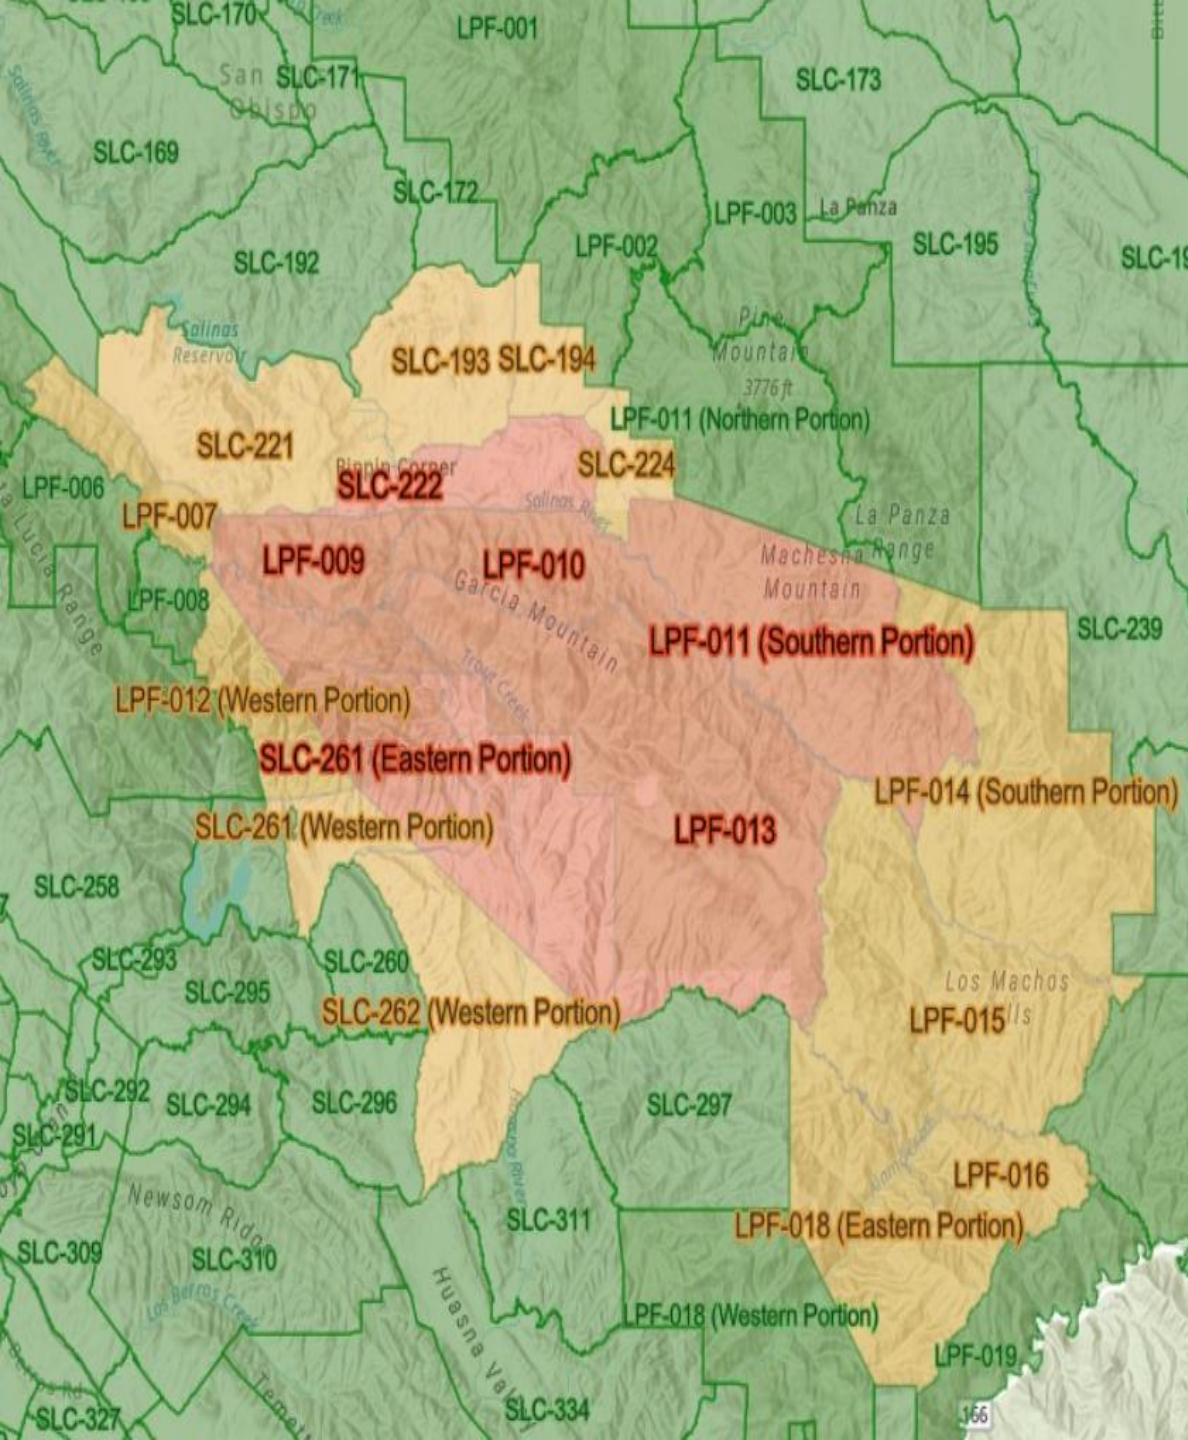 SLC-170
LPF-001
SLC-171
San
Obispo
SLC-173
Salinas River
SLC-169
SLC-172
LPF-003
La Panza
LPF-002
SLC-195
SLC-192
SLC-19
Salinas
Reservoir
Pine
Mountain
3776 ft
SLC-193
SLC-194
LPF-011 (Northern Portion)
SLC-221
SLC-224
SLC-222
LPF-006
Salinas River
LPF-007
La Panza
Range
LPF-009
LPF-010
Machesna
Mountain
LPF-008
Garcia Mountain
SLC-239
LPF-011 (Southern Portion)
Lucia Range
Trout Creek
LPF-012 (Western Portion)
SLC-261 (Eastern Portion)
LPF-014 (Southern Portion)
SLC-261 (Western Portion)
LPF-013
SLC-258
7
SLC-293
SLC-260
SLC-295
Los Machos
SLC-262 (Western Portion)
LPF-015
lls
SLC-292
SLC-294
SLC-296
SLC-297
SLC-291
LPF-016
Newsom Ridge
SLC-311
LPF-018 (Eastern Portion)
SLC-309
SLC-310
Los Berros Creek
Huasna Valley
LPF-018 (Western Portion)
LPF-019
SLC-327
SLC-334
166